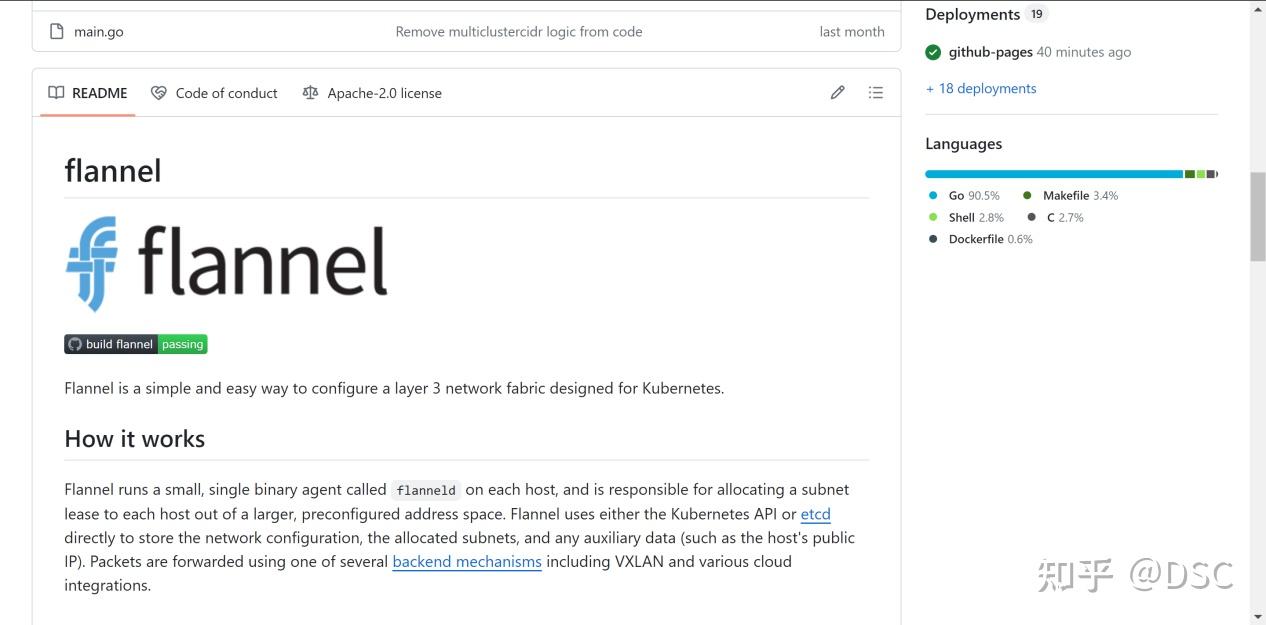 main.go Remove multiclustercidr logic from code last month
README Code of conduct Apache-2.0 license
flannel
flannel
build flannel passing
Flannel is a simple and easy way to configure a layer 3 network fabric designed for Kubernetes.
How it works
Flannel runs a small, single binary agent called flanneld on each host, and is responsible for allocating a subnet
lease to each host out of a larger, preconfigured address space. Flannel uses either the Kubernetes API or etcd
directly to store the network configuration, the allocated subnets, and any auxiliary data (such as the host's public
IP). Packets are forwarded using one of several backend mechanisms including VXLAN and various cloud
integrations.
Deployments 19
github-pages 40 minutes ago
+ 18 deployments
Languages
Go 90.5% Makefile 3.4%
Shell 2.8% C 2.7%
Dockerfile 0.6%
知乎 @DSC